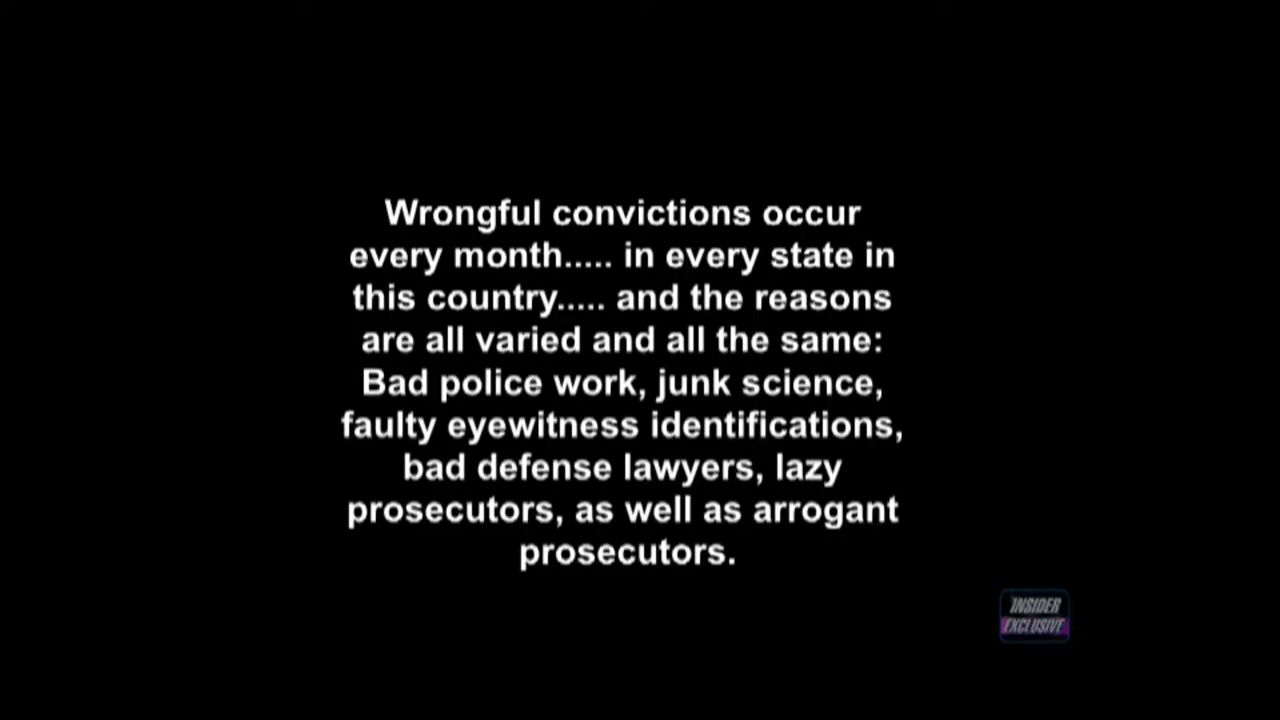 Wrongful convictions occur
every month..... in every state in
this country..... and the reasons
are all varied and all the same:
Bad police work, junk science,
faulty eyewitness identifications,
bad defense lawyers, lazy
prosecutors, as well as arrogant
prosecutors.
INSIDER
EXCLUSIVE